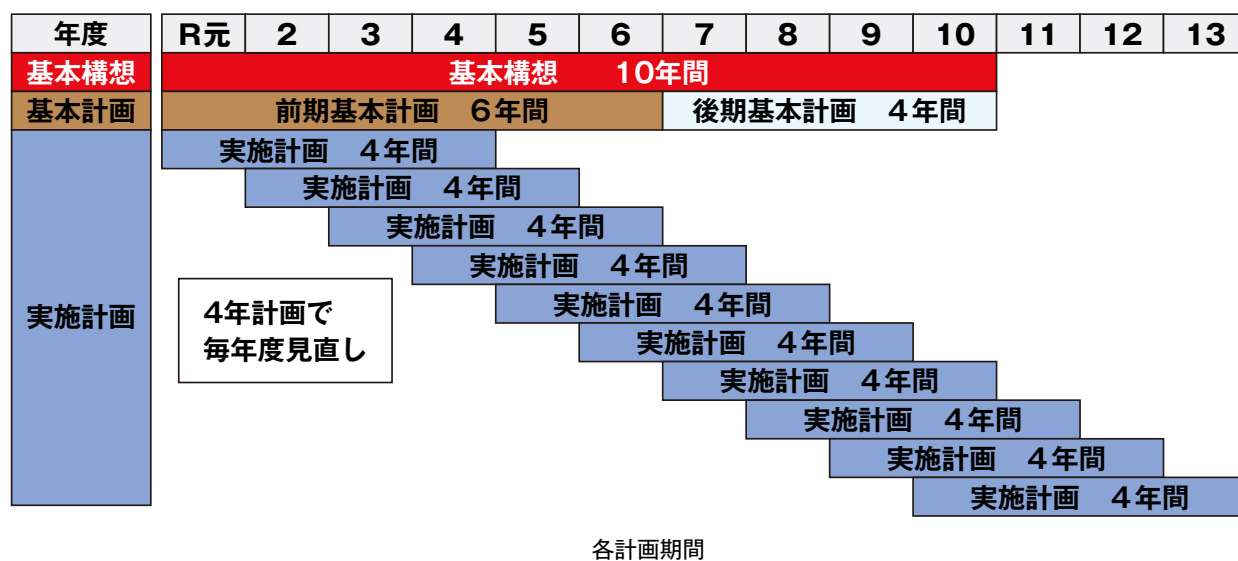 年度 R元 2 3 4 5 6 7 8 9 10 11 12 13
基本構想 基本構想 10年間
基本計画 前期基本計画 6年間 後期基本計画 4年間
実施計画 4年間
実施計画 4年間
実施計画 4年間
実施計画 4年間
実施計画 4年間
実施計画 4年間
実施計画 4年間
実施計画 4年間
実施計画 4年間
実施計画 4年間
実施計画
4年計画で
毎年度見直し
各計画期間